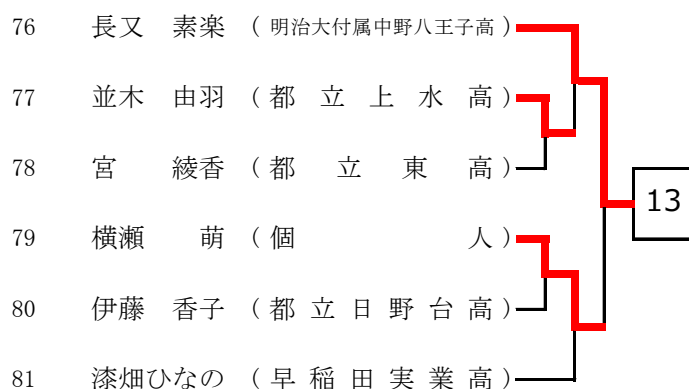 76 長又 素楽 （ 明治大付属中野八王子高 ）
77 並木 由羽 （ 都 立 上 水 高 ）
78 宮 綾香 （ 都 立 東 高 ）
13
79 横瀬 萌 （ 個 人 ）
80 伊藤 香子 （ 都 立 日 野 台 高 ）
81 漆畑ひなの （ 早 稲 田 実 業 高 ）